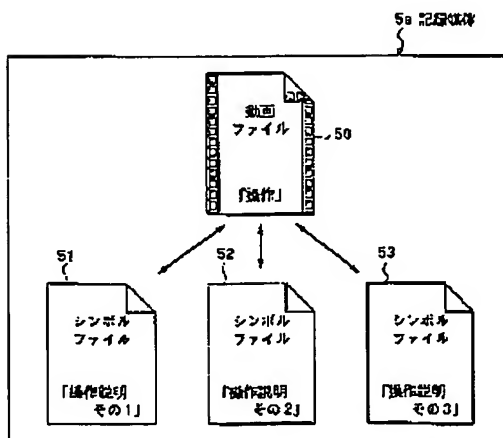 5a 記録媒体
動画
ファイル
50
「操作」
51
シンボル
ファイル
「操作説明
その1」
52
シンボル
ファイル
「操作説明
その2」
53
シンボル
ファイル
「操作説明
その3」